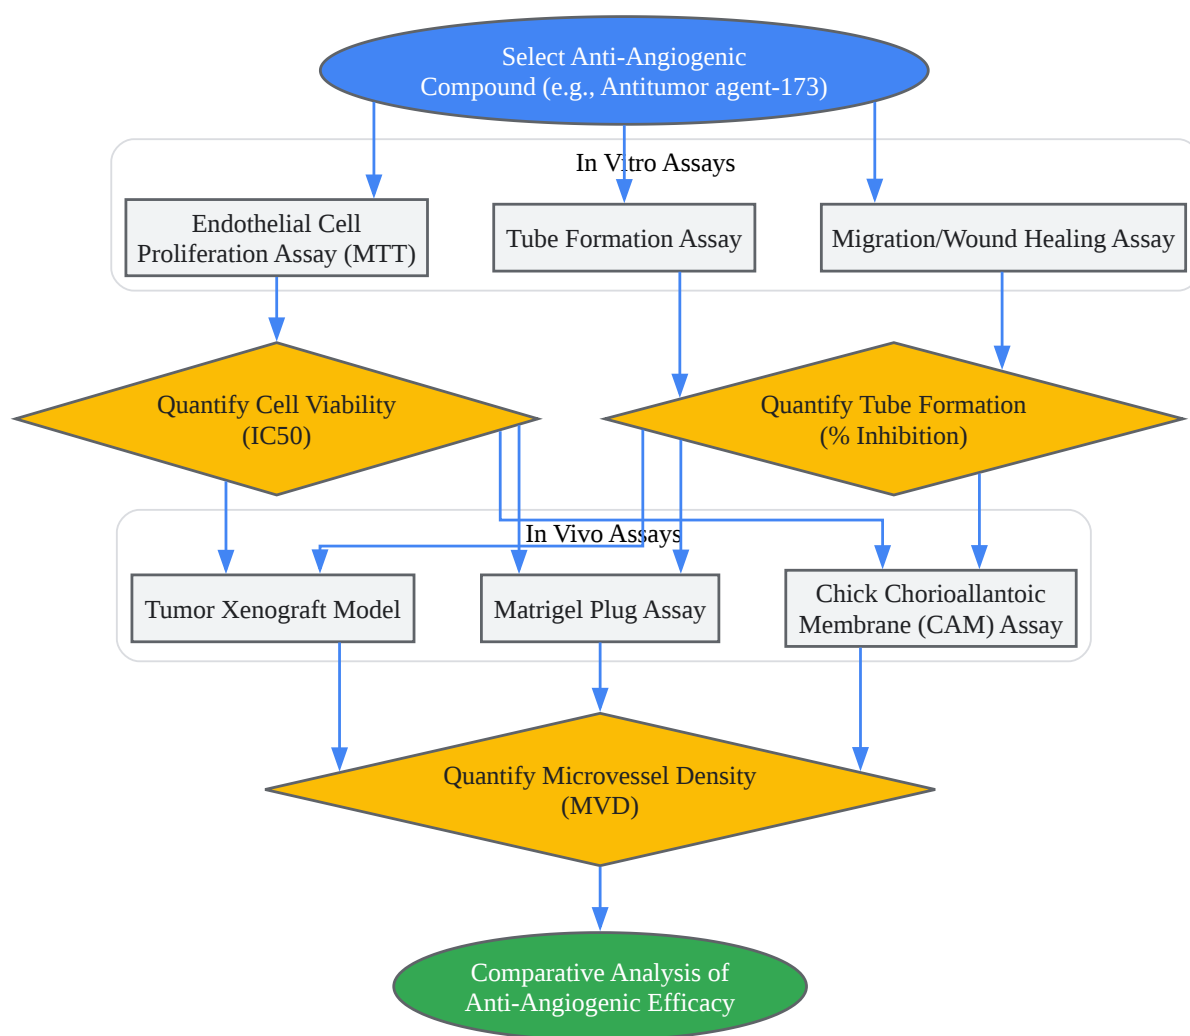 Select Anti-Angiogenic
Compound (e.g., Antitumor agent-173)
In Vitro Assays
Endothelial Cell
Proliferation Assay (MTT)
Tube Formation Assay
Migration/Wound Healing Assay
Quantify Cell Viability
(IC50)
Quantify Tube Formation
(% Inhibition)
In Vivo Assays
Tumor Xenograft Model
Matrigel Plug Assay
Chick Chorioallantoic
Membrane (CAM) Assay
Quantify Microvessel Density
(MVD)
Comparative Analysis of
Anti-Angiogenic Efficacy